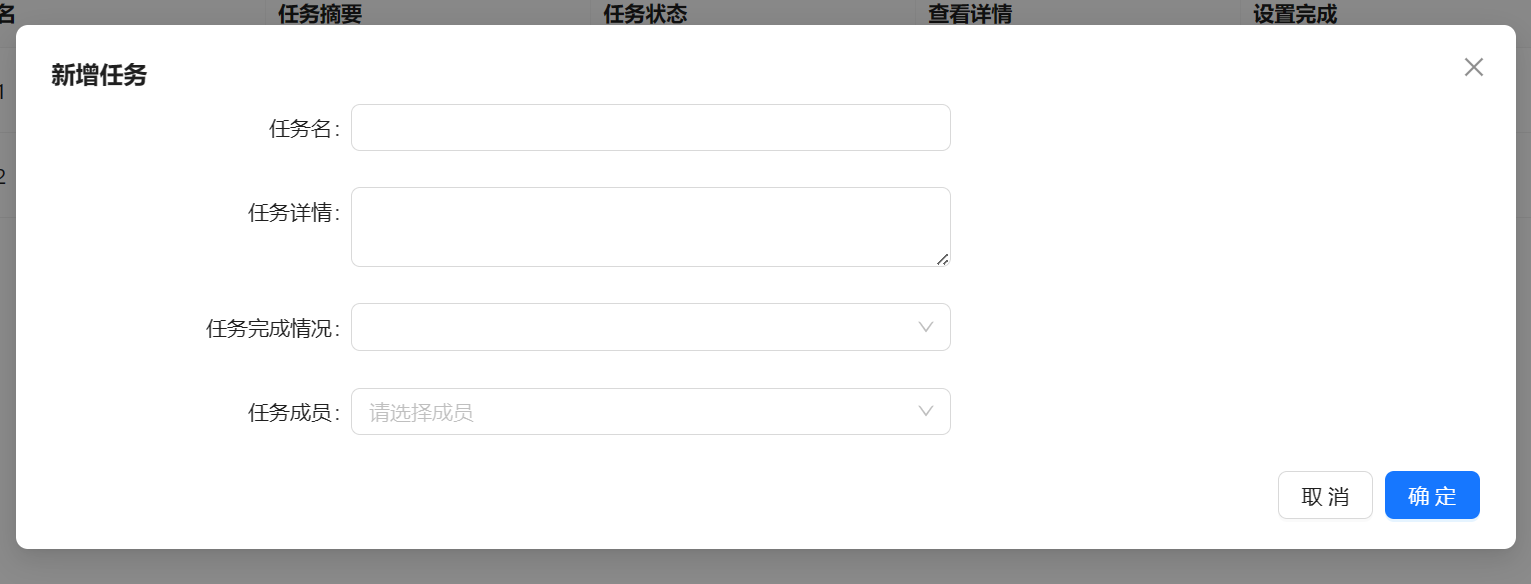 名 任务摘要 任务状态 查看详情 设置完成
新增任务
1
任务名:
2
任务详情:
任务完成情况:
任务成员: 请选择成员
取 消 确 定